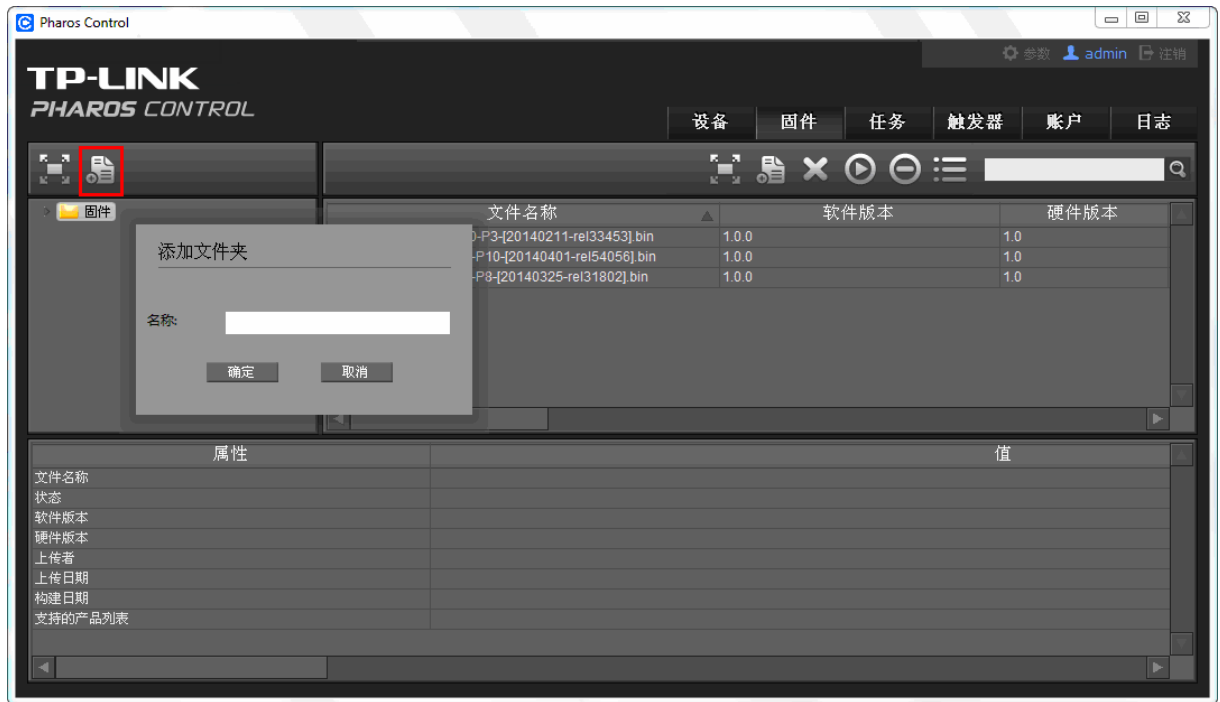 Pharos Control
参数 admin 注销
TP-LINK
PHAROS CONTROL
设备 固件 任务 触发器 账户 日志
固件
文件名称 软件版本 硬件版本
-P3-[20140211-rel33453].bin 1.0.0 1.0
-P10-[20140401-rel54056].bin 1.0.0 1.0
-P8-[20140325-rel31802].bin 1.0.0 1.0
添加文件夹
名称:
确定 取消
属性 值
文件名称
状态
软件版本
硬件版本
上传者
上传日期
构建日期
支持的产品列表